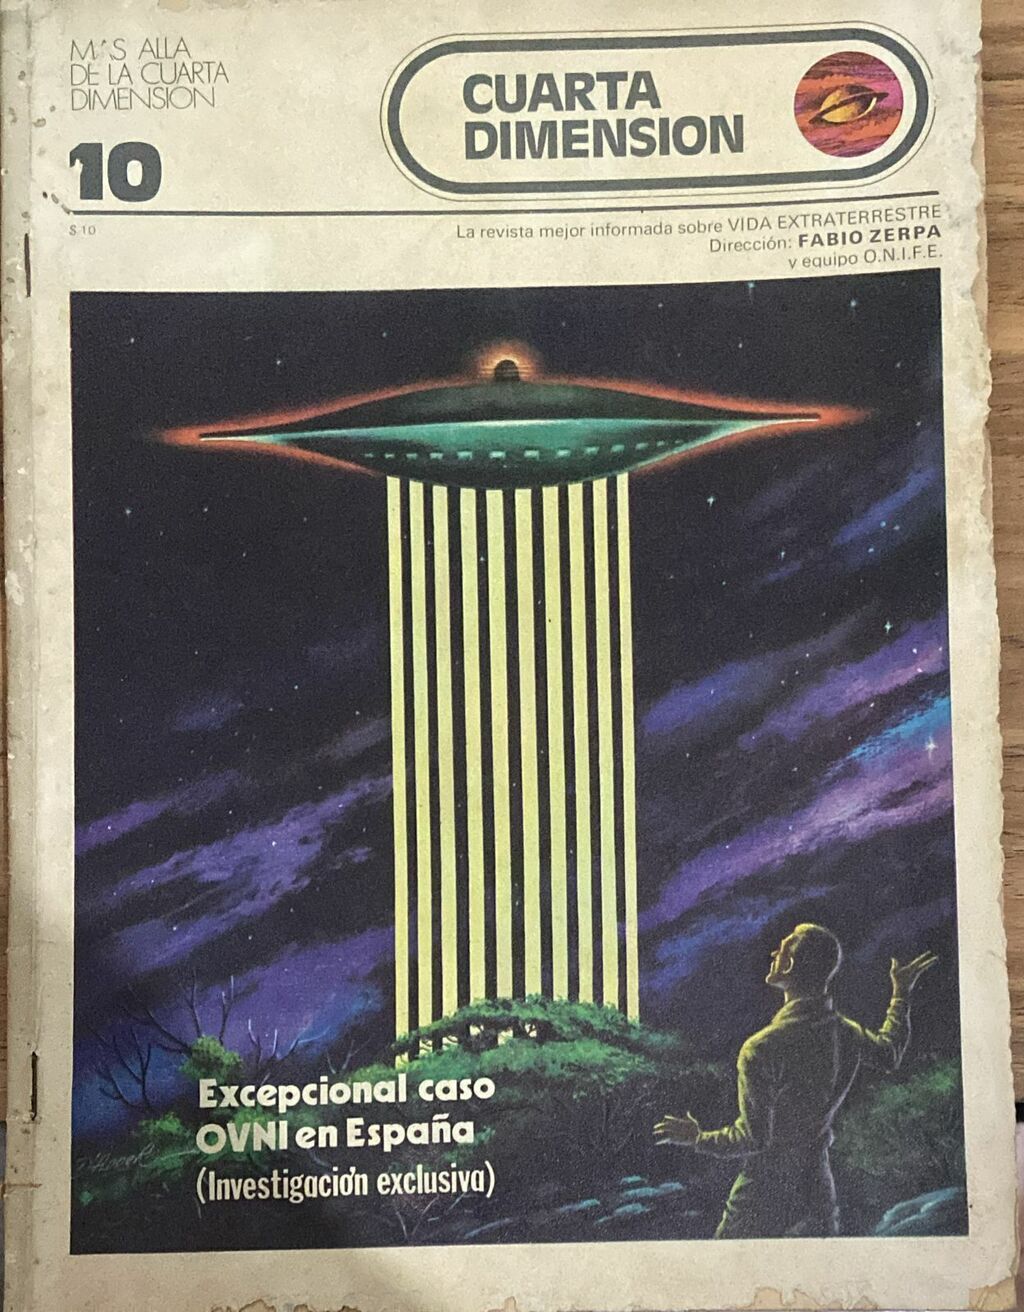 M´S ALLA
DE LA CUARTA
DIMENSION
10
$ 10
CUARTA
DIMENSION
La revista mejor informada sobre VIDA EXTRATERRESTRE
Dirección: FABIO ZERPA
y equipo O.N.I.F.E.
Excepcional caso
OVNI en España
(Investigación exclusiva)